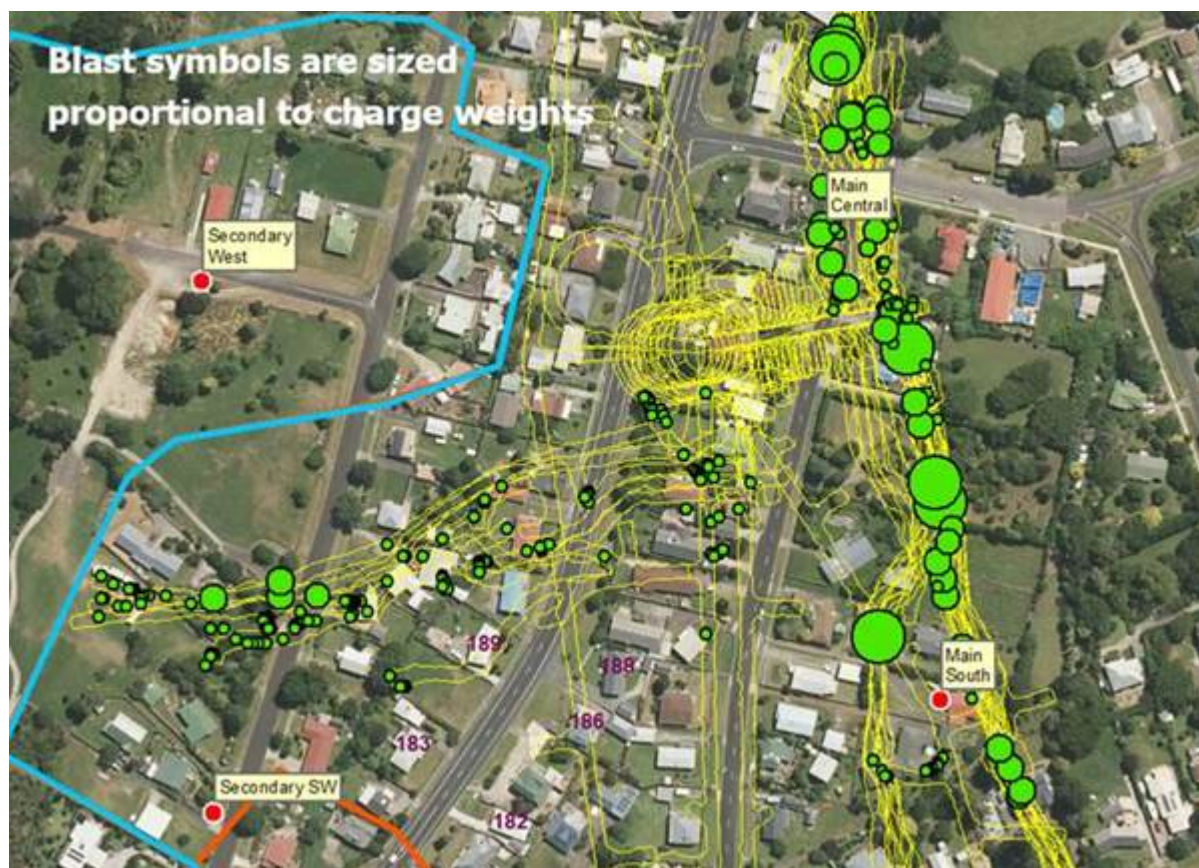 Blast symbols are sized
proportional to charge weights
Main
Central
Secondary
West
189
188
Main
South
186
183
Secondary SW
182